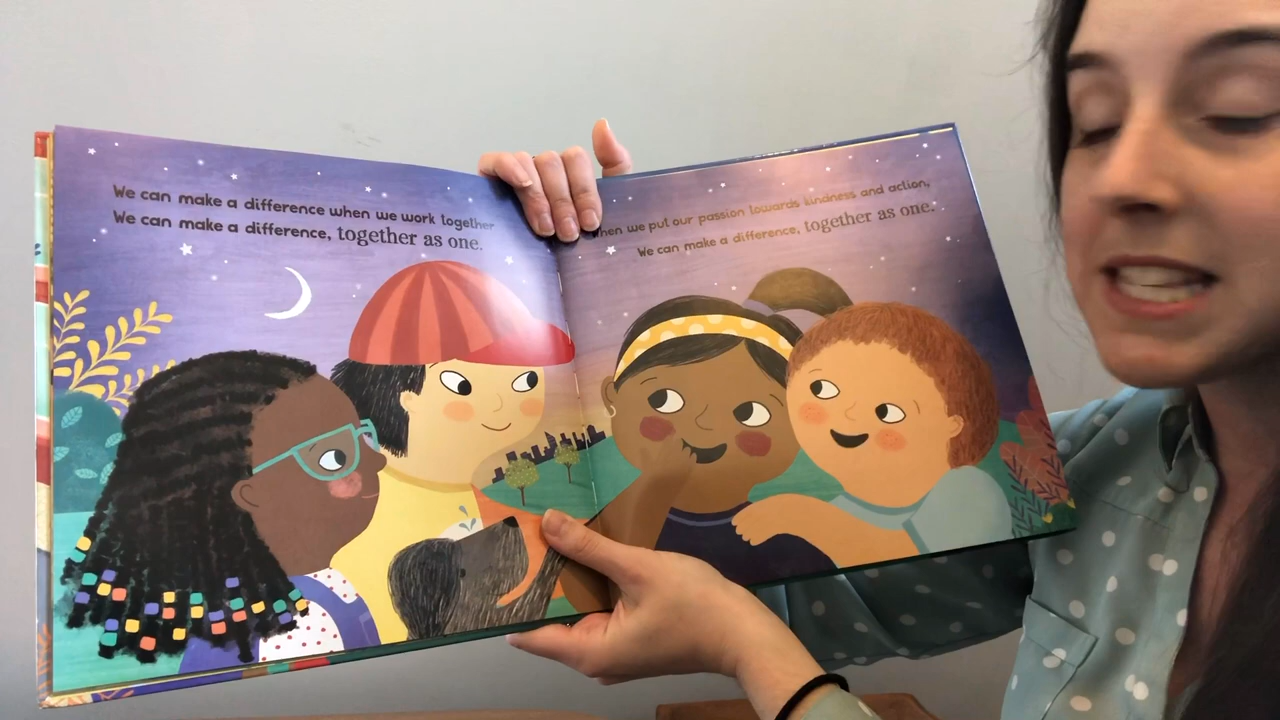 We can make a difference when we work together
We can make a difference, together as one.
When we put our passion towards kindness and action,
We can make a difference, together as one.